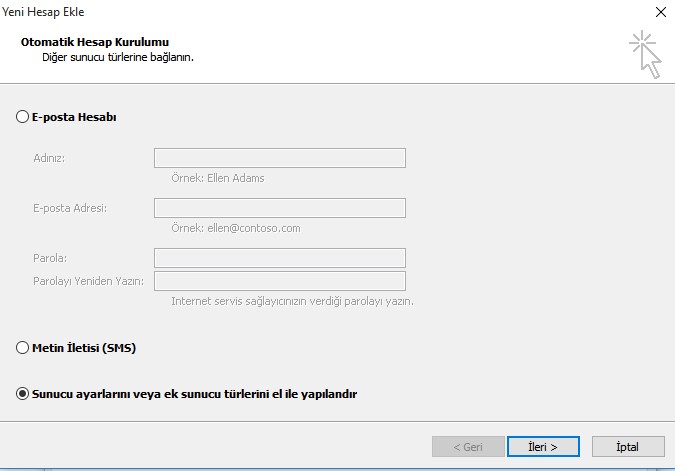 Yeni Hesap Ekle
Otomatik Hesap Kurulumu
Diğer sunucu türlerine bağlanın.
E-posta Hesabı
Adınız:
Örnek: Ellen Adams
E-posta Adresi:
Örnek: ellen@contoso.com
Parola:
Parolayı Yeniden Yazın:
Internet servis sağlayıcınızın verdiği parolayı yazın.
Metin İletisi (SMS)
Sunucu ayarlarını veya ek sunucu türlerini el ile yapılandır
< Geri İleri > İptal